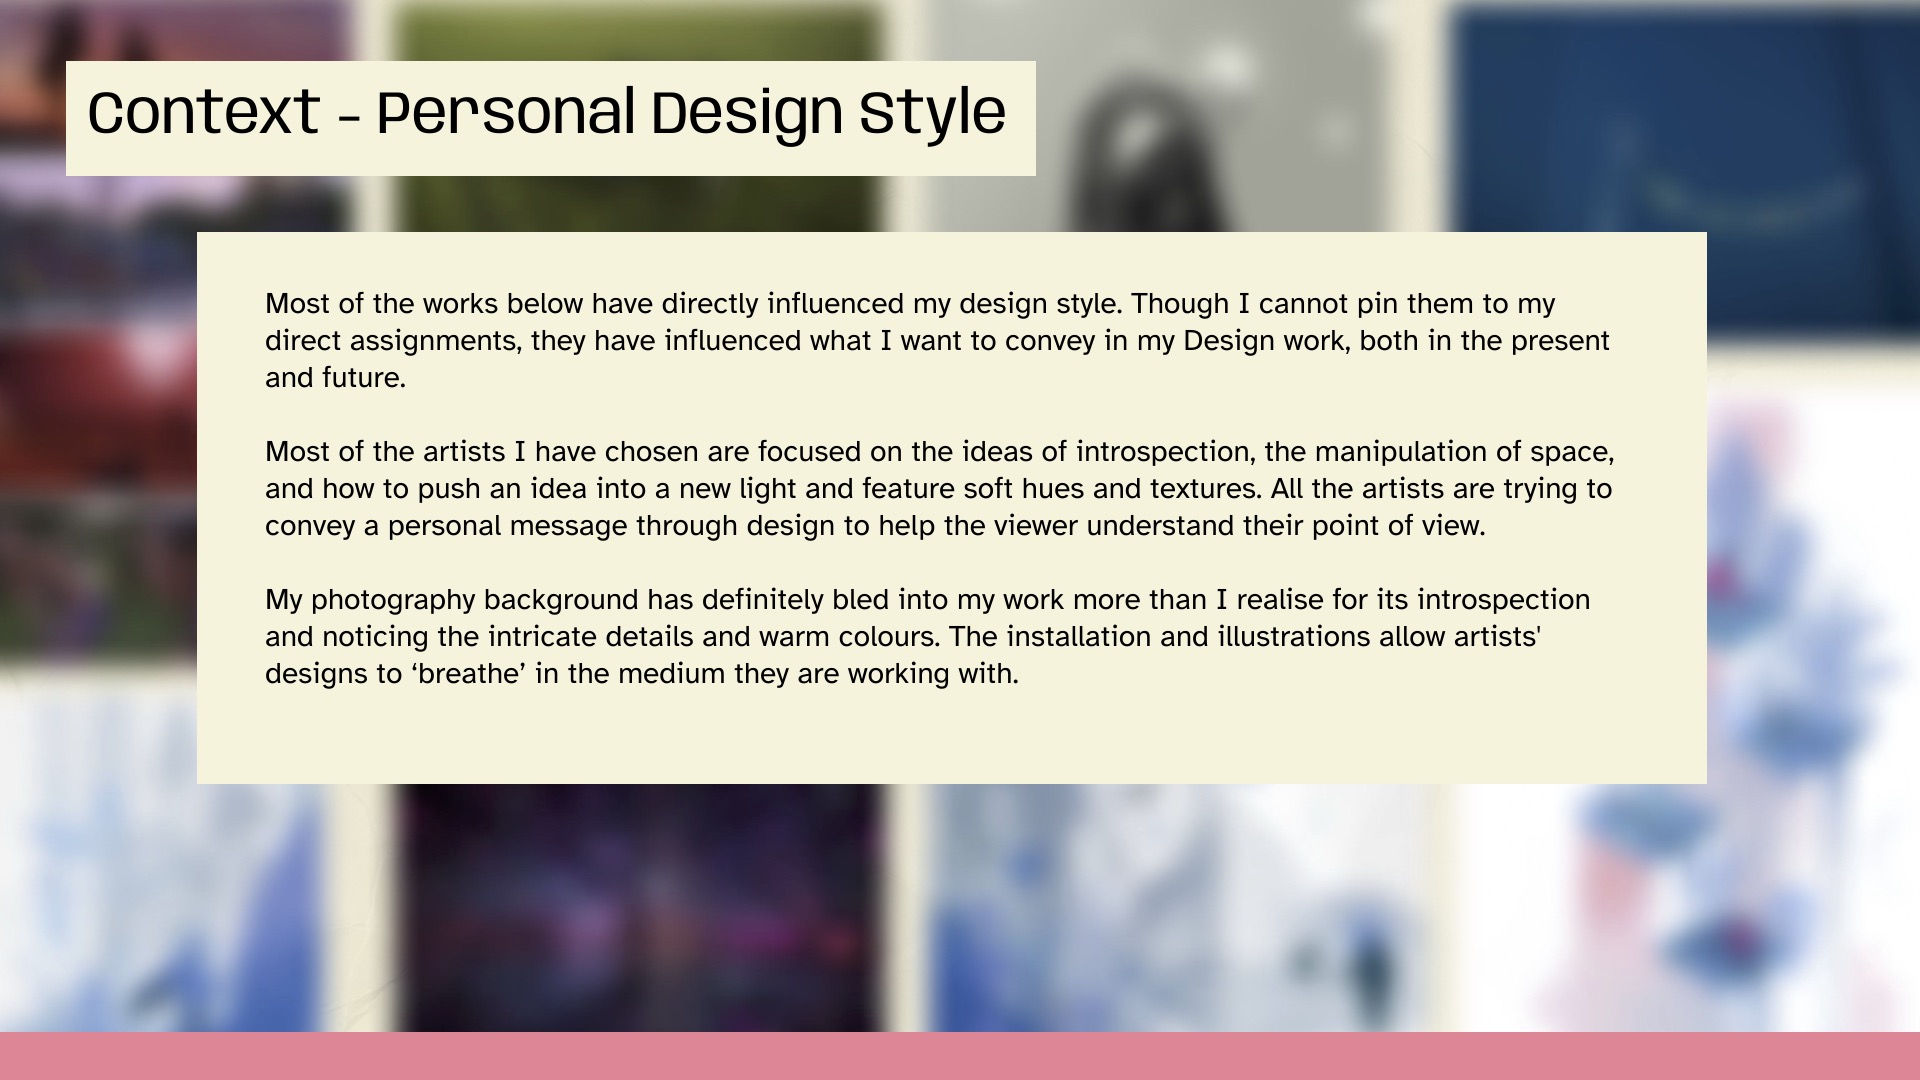 Context - Personal Design Style
Most of the works below have directly influenced my design style. Though I cannot pin them to my
direct assignments, they have influenced what I want to convey in my Design work, both in the present
and future.
Most of the artists I have chosen are focused on the ideas of introspection, the manipulation of space,
and how to push an idea into a new light and feature soft hues and textures. All the artists are trying to
convey a personal message through design to help the viewer understand their point of view.
My photography background has definitely bled into my work more than I realise for its introspection
and noticing the intricate details and warm colours. The installation and illustrations allow artists'
designs to ‘breathe’ in the medium they are working with.